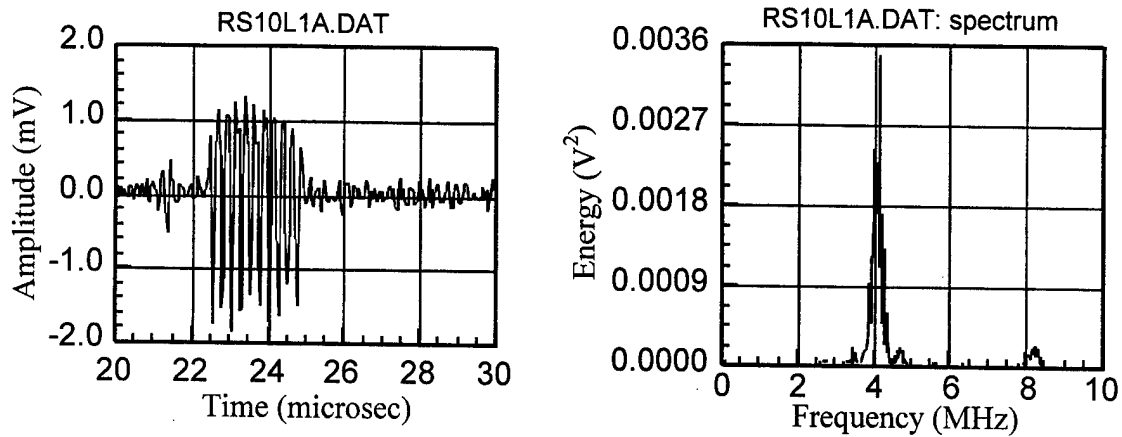 RS10L1A.DAT
2.0
1.0
0.0
-1.0
-2.0
Amplitude (mV)
20 22 24 26 28 30
Time (microsec)
RS10L1A.DAT: spectrum
0.0036
0.0027
0.0018
0.0009
0.0000
Energy (V²)
0 2 4 6 8 10
Frequency (MHz)